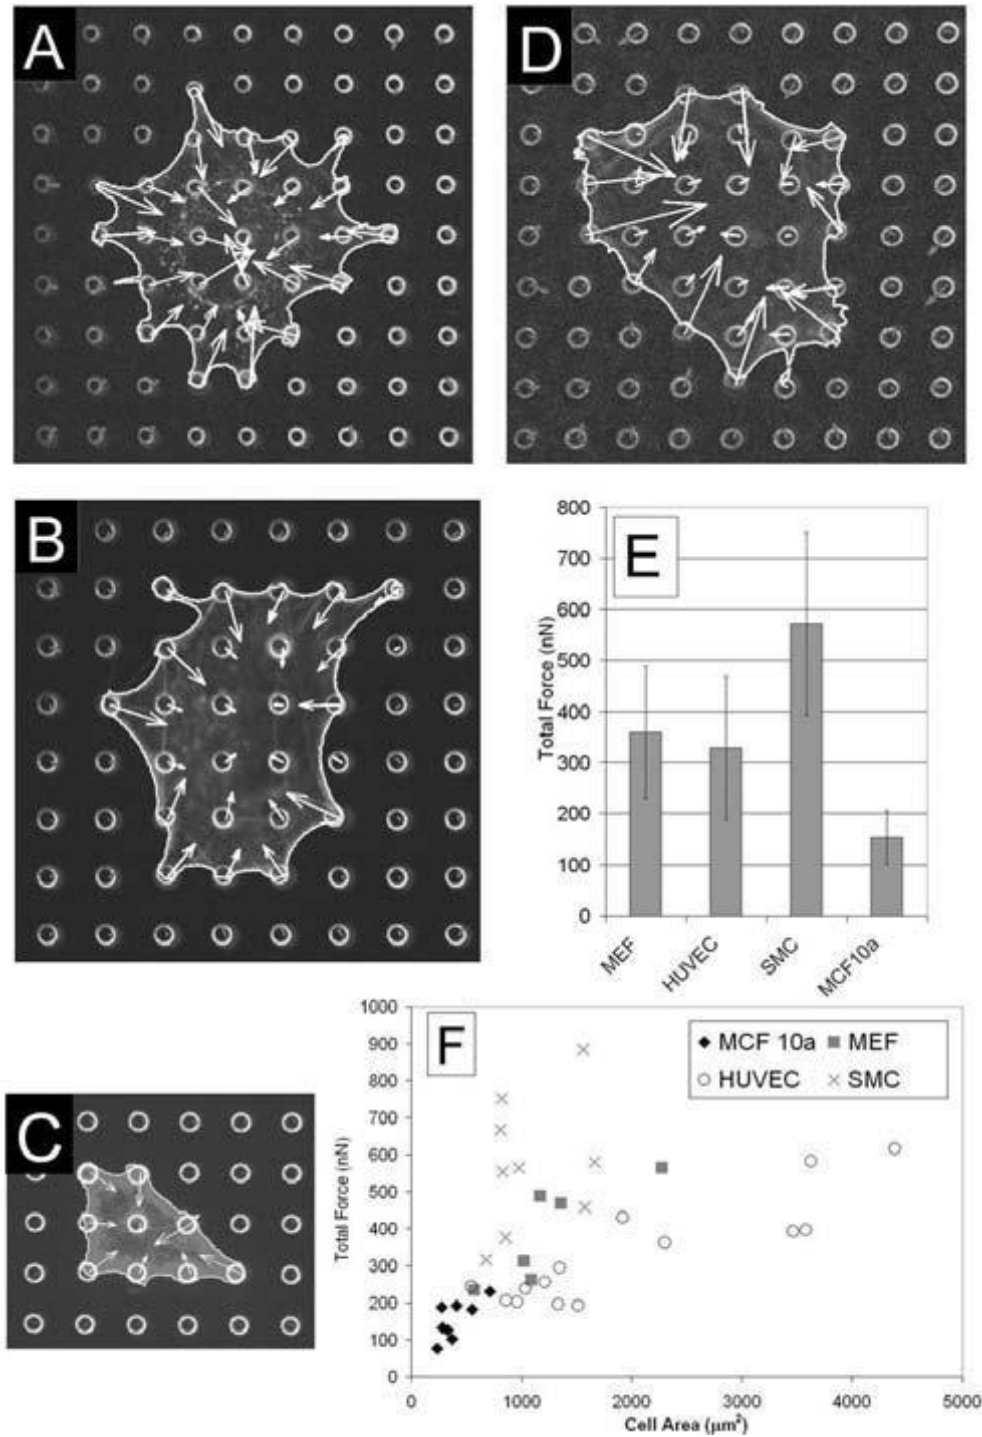 A
D
B
E
800
700
600
500
400
300
200
100
0
Total Force (nN)
MEF
HUVEC
SMC
MCF10a
C
F
MCF 10a MEF
HUVEC SMC
1000
900
800
700
600
500
400
300
200
100
0
Total Force (nN)
0 1000 2000 3000 4000 5000
Cell Area (μm²)